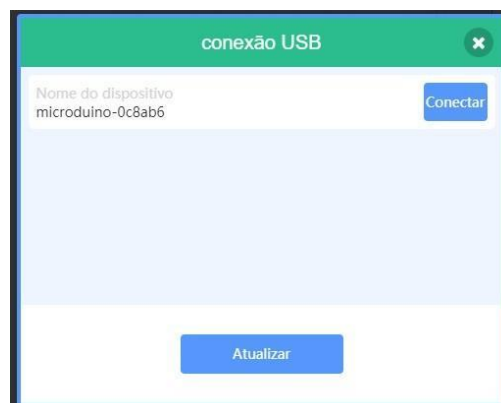 conexão USB
Nome do dispositivo
microduino-0c8ab6
Conectar
Atualizar